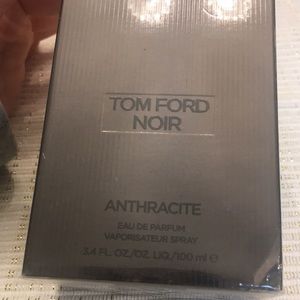 TOM FORD
NOIR
ANTHRACITE
EAU DE PARFUM
VAPORISATEUR SPRAY
3.4 FL. OZ./OZ. LIQ./100 ml ℮